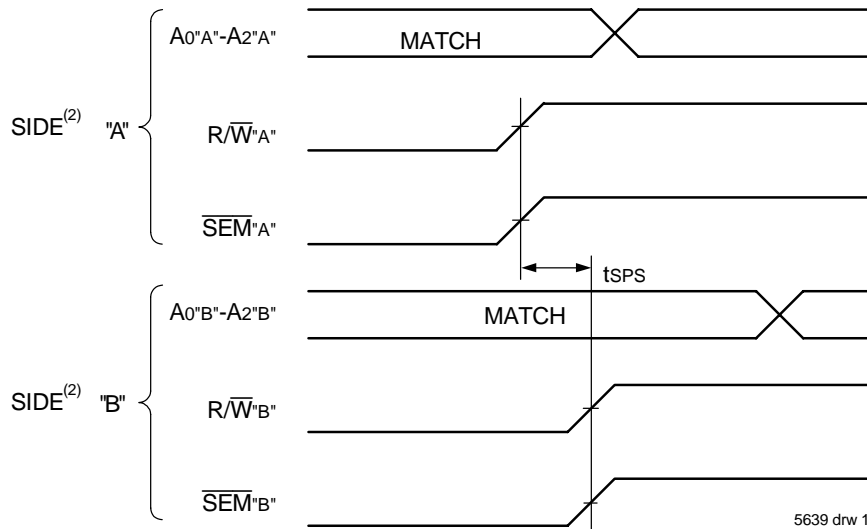 A0"A"-A2"A"
MATCH
SIDE(2) "A"
R/W"A"
SEM"A"
tSPS
A0"B"-A2"B"
MATCH
SIDE(2) "B"
R/W"B"
SEM"B"
5639 drw 1